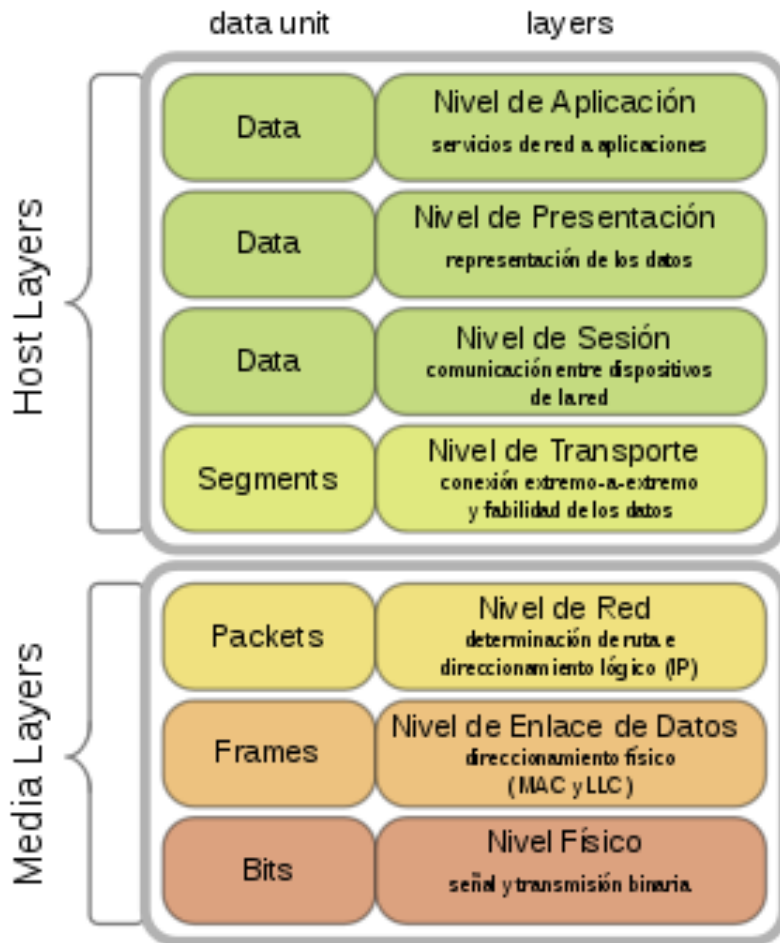 data unit layers
Host Layers
Data
Nivel de Aplicación
servicios de red a aplicaciones
Data
Nivel de Presentación
representación de los datos
Data
Nivel de Sesión
comunicación entre dispositivos
de la red
Segments
Nivel de Transporte
conexión extremo-a-extremo
y fabilidad de los datos
Media Layers
Packets
Nivel de Red
determinación de ruta e
direccionamiento lógico (IP)
Frames
Nivel de Enlace de Datos
direccionamiento físico
(MAC y LLC)
Bits
Nivel Físico
señal y transmisión binaria